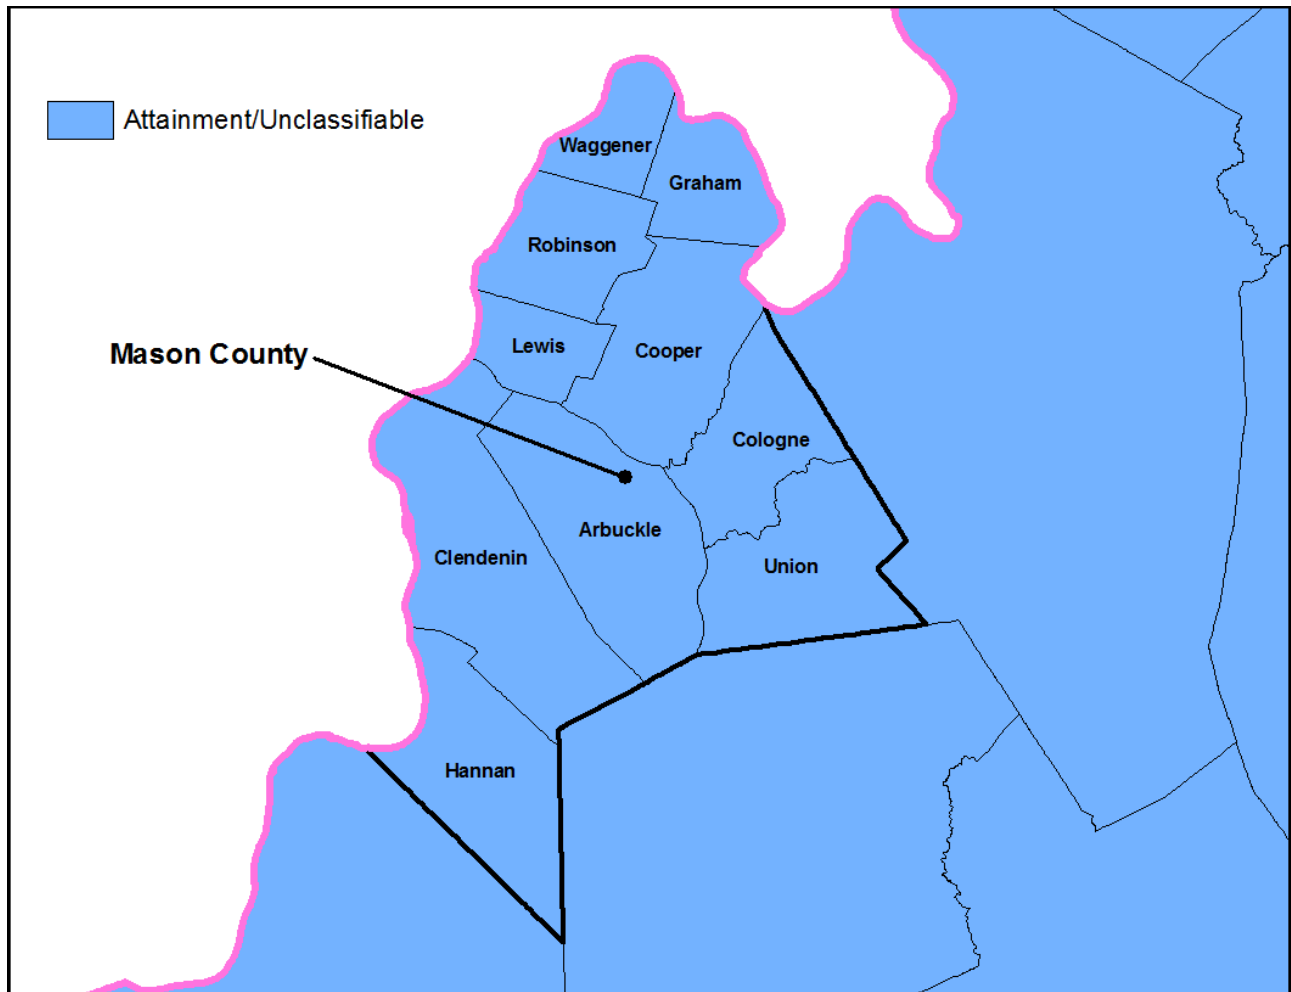 Attainment/Unclassifiable
Waggener
Graham
Robinson
Lewis
Cooper
Mason County
Cologne
Arbuckle
Clendenin
Union
Hannan